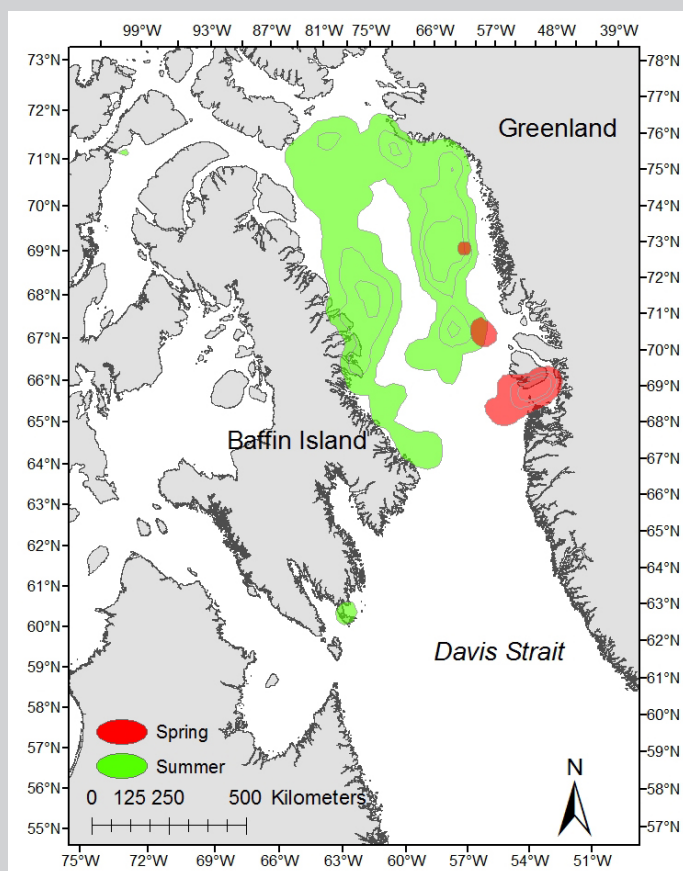 99°W 93°W 87°W 81°W 75°W 66°W 57°W 48°W 39°W
73°N 78°N
72°N 77°N
Greenland
71°N 76°N
75°N
70°N 74°N
69°N 73°N
68°N 72°N
67°N 71°N
70°N
66°N 69°N
65°N 68°N
Baffin Island
64°N 67°N
63°N 66°N
62°N 65°N
61°N 64°N
60°N 63°N
Davis Strait
59°N 62°N
58°N 61°N
Spring 60°N
57°N 59°N
Summer
56°N 58°N
0 125 250 500 Kilometers
N
55°N 57°N
75°W 72°W 69°W 66°W 63°W 60°W 57°W 54°W 51°W